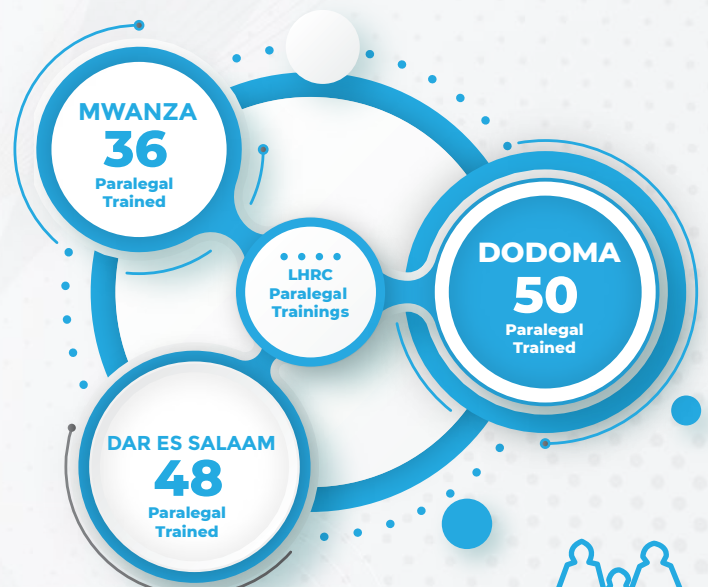 MWANZA
36
Paralegal
Trained
LHRC
Paralegal
Trainings
DODOMA
50
Paralegal
Trained
DAR ES SALAAM
48
Paralegal
Trained